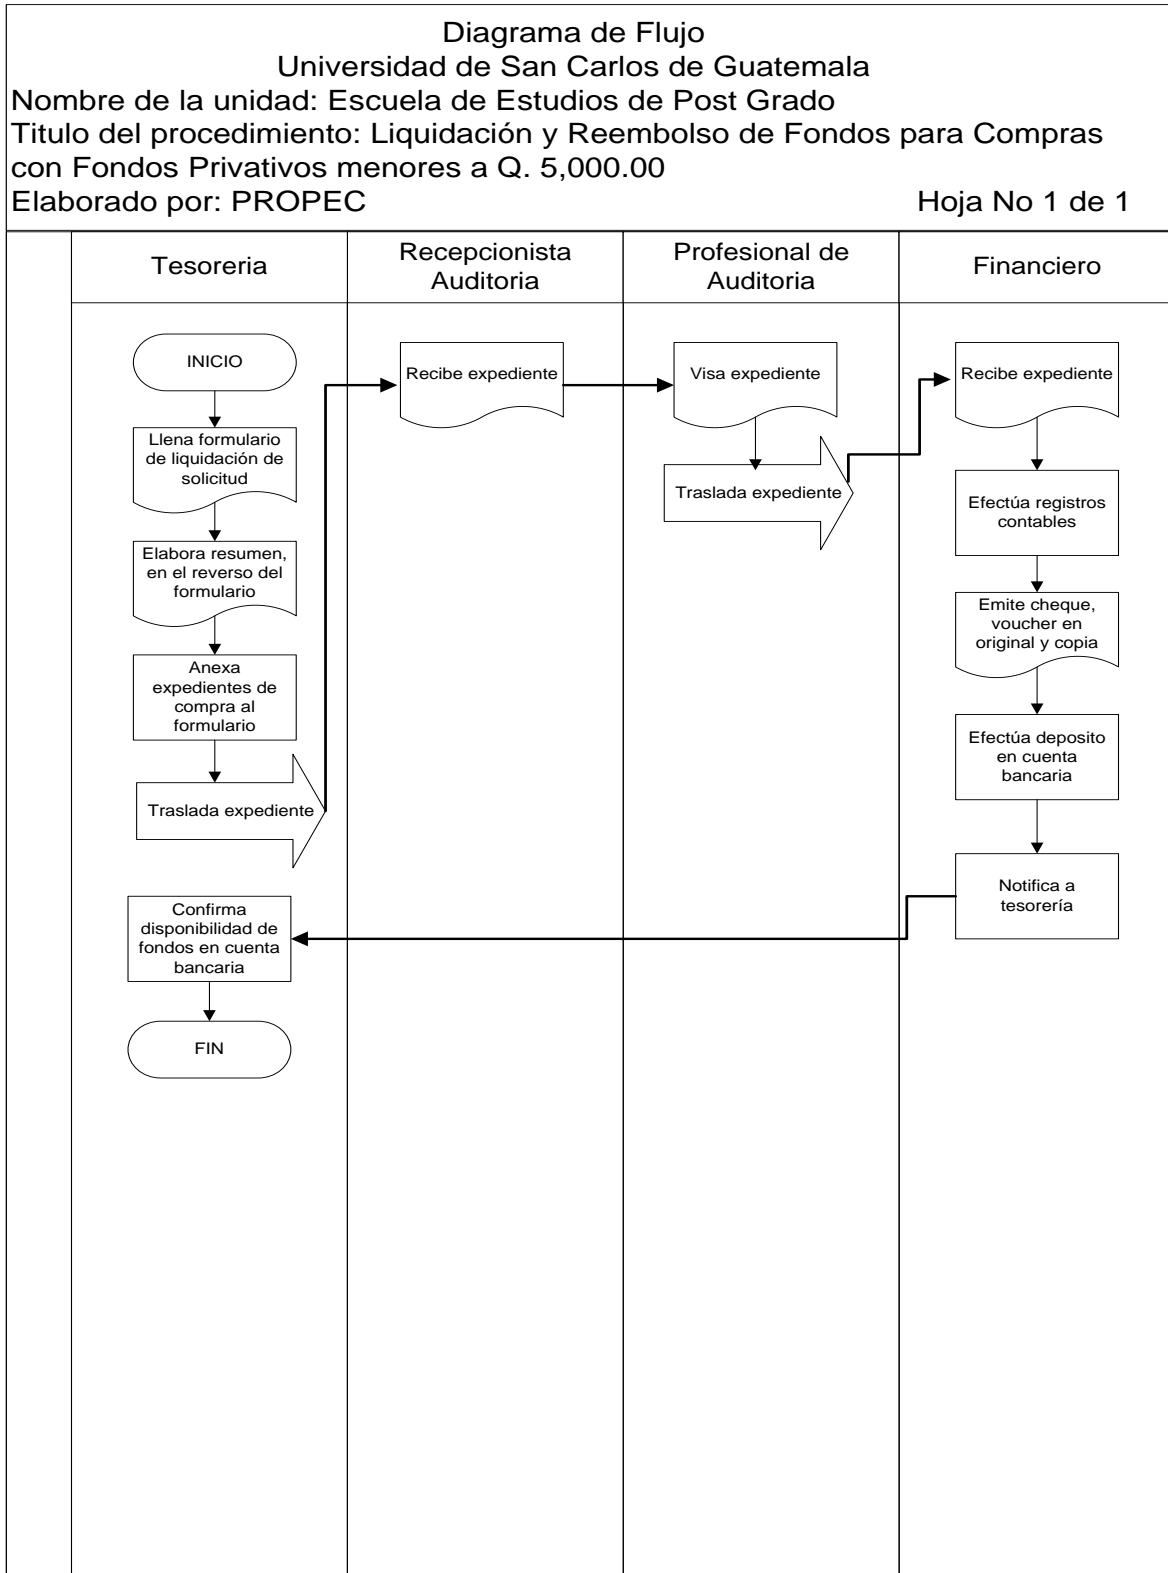 Diagrama de Flujo
Universidad de San Carlos de Guatemala
Nombre de la unidad: Escuela de Estudios de Post Grado
Titulo del procedimiento: Liquidación y Reembolso de Fondos para Compras
con Fondos Privativos menores a Q. 5,000.00
Elaborado por: PROPEC
Hoja No 1 de 1
Tesoreria
Recepcionista
Auditoria
Profesional de
Auditoria
Financiero
INICIO
Llena formulario
de liquidación de
solicitud
Elabora resumen,
en el reverso del
formulario
Anexa
expedientes de
compra al
formulario
Traslada expediente
Recibe expediente
Visa expediente
Traslada expediente
Recibe expediente
Efectúa registros
contables
Emite cheque,
voucher en
original y copia
Efectúa deposito
en cuenta
bancaria
Notifica a
tesorería
Confirma
disponibilidad de
fondos en cuenta
bancaria
FIN